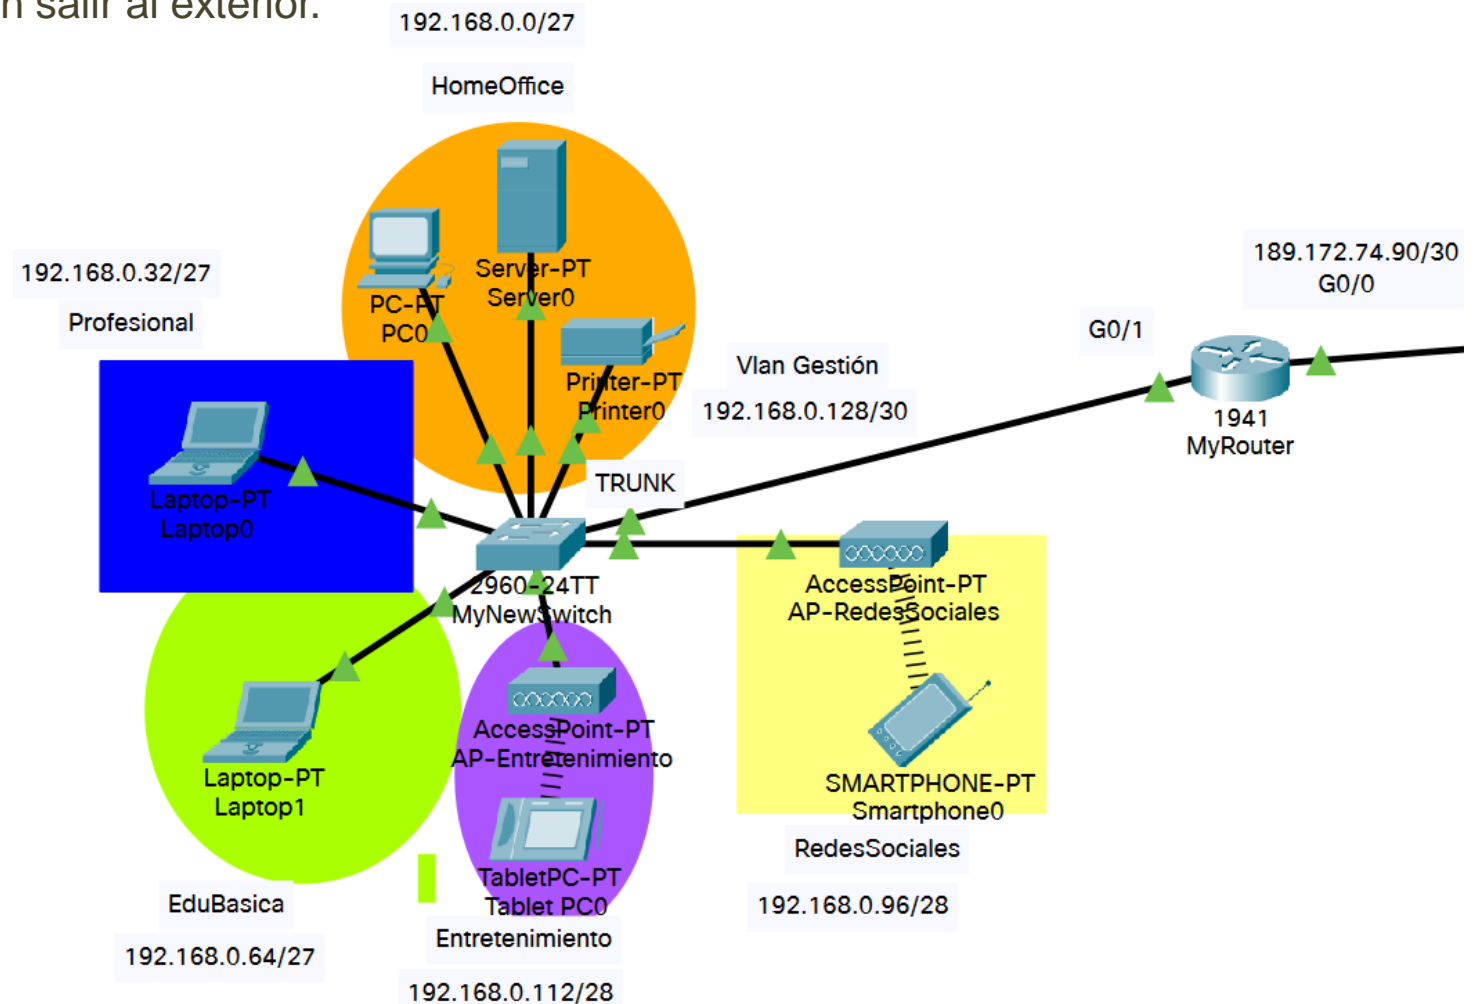 n salir al exterior.
192.168.0.0/27
HomeOffice
192.168.0.32/27
Profesional
PC-PT
PC0
Server-PT
Server0
Printer-PT
Printer0
Vlan Gestión
192.168.0.128/30
TRUNK
G0/1
189.172.74.90/30
G0/0
1941
MyRouter
Laptop-PT
Laptop0
2960-24TT
MyNewSwitch
AccessPoint-PT
AP-RedesSociales
SMARTPHONE-PT
Smartphone0
RedesSociales
192.168.0.96/28
Laptop-PT
Laptop1
EduBasica
192.168.0.64/27
AccessPoint-PT
AP-Entretenimiento
TabletPC-PT
Tablet PC0
Entretenimiento
192.168.0.112/28